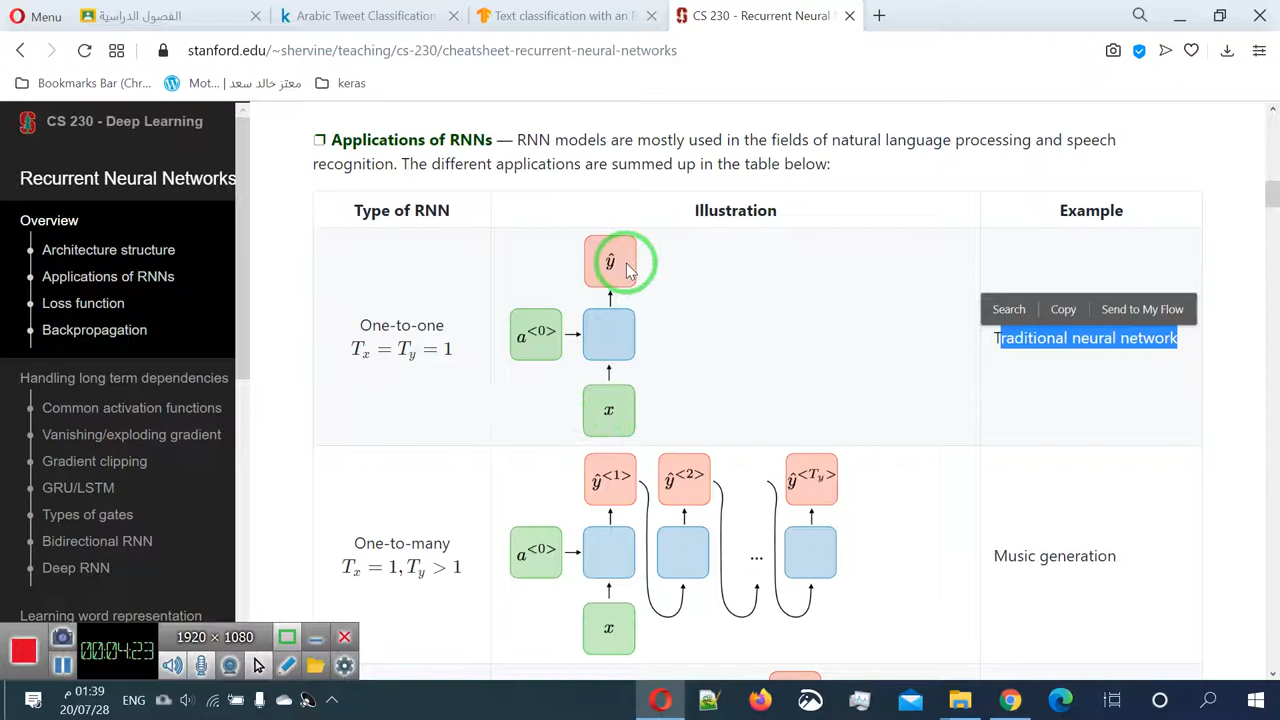 Menu
الفصول الدراسية
Arabic Tweet Classification
Text classification with an
CS 230 - Recurrent Neural
stanford.edu/~shervine/teaching/cs-230/cheatsheet-recurrent-neural-networks
Bookmarks Bar (Chr...
Mot... | معتز خالد سعد
keras
CS 230 - Deep Learning
Recurrent Neural Networks
Overview
Architecture structure
Applications of RNNs
Loss function
Backpropagation
Handling long term dependencies
Common activation functions
Vanishing/exploding gradient
Gradient clipping
GRU/LSTM
Types of gates
Bidirectional RNN
Deep RNN
Learning word representation
❐ Applications of RNNs — RNN models are mostly used in the fields of natural language processing and speech
recognition. The different applications are summed up in the table below:
Type of RNN Illustration Example
ŷ
One-to-one
Tx = Ty = 1
a<0>
x
Search Copy Send to My Flow
Traditional neural network
ŷ<1> ŷ<2> ŷ<Ty>
One-to-many
Tx = 1, Ty > 1
a<0>
...
x
Music generation
00:04:23
1920 × 1080
01:39 م
20/07/28
ENG